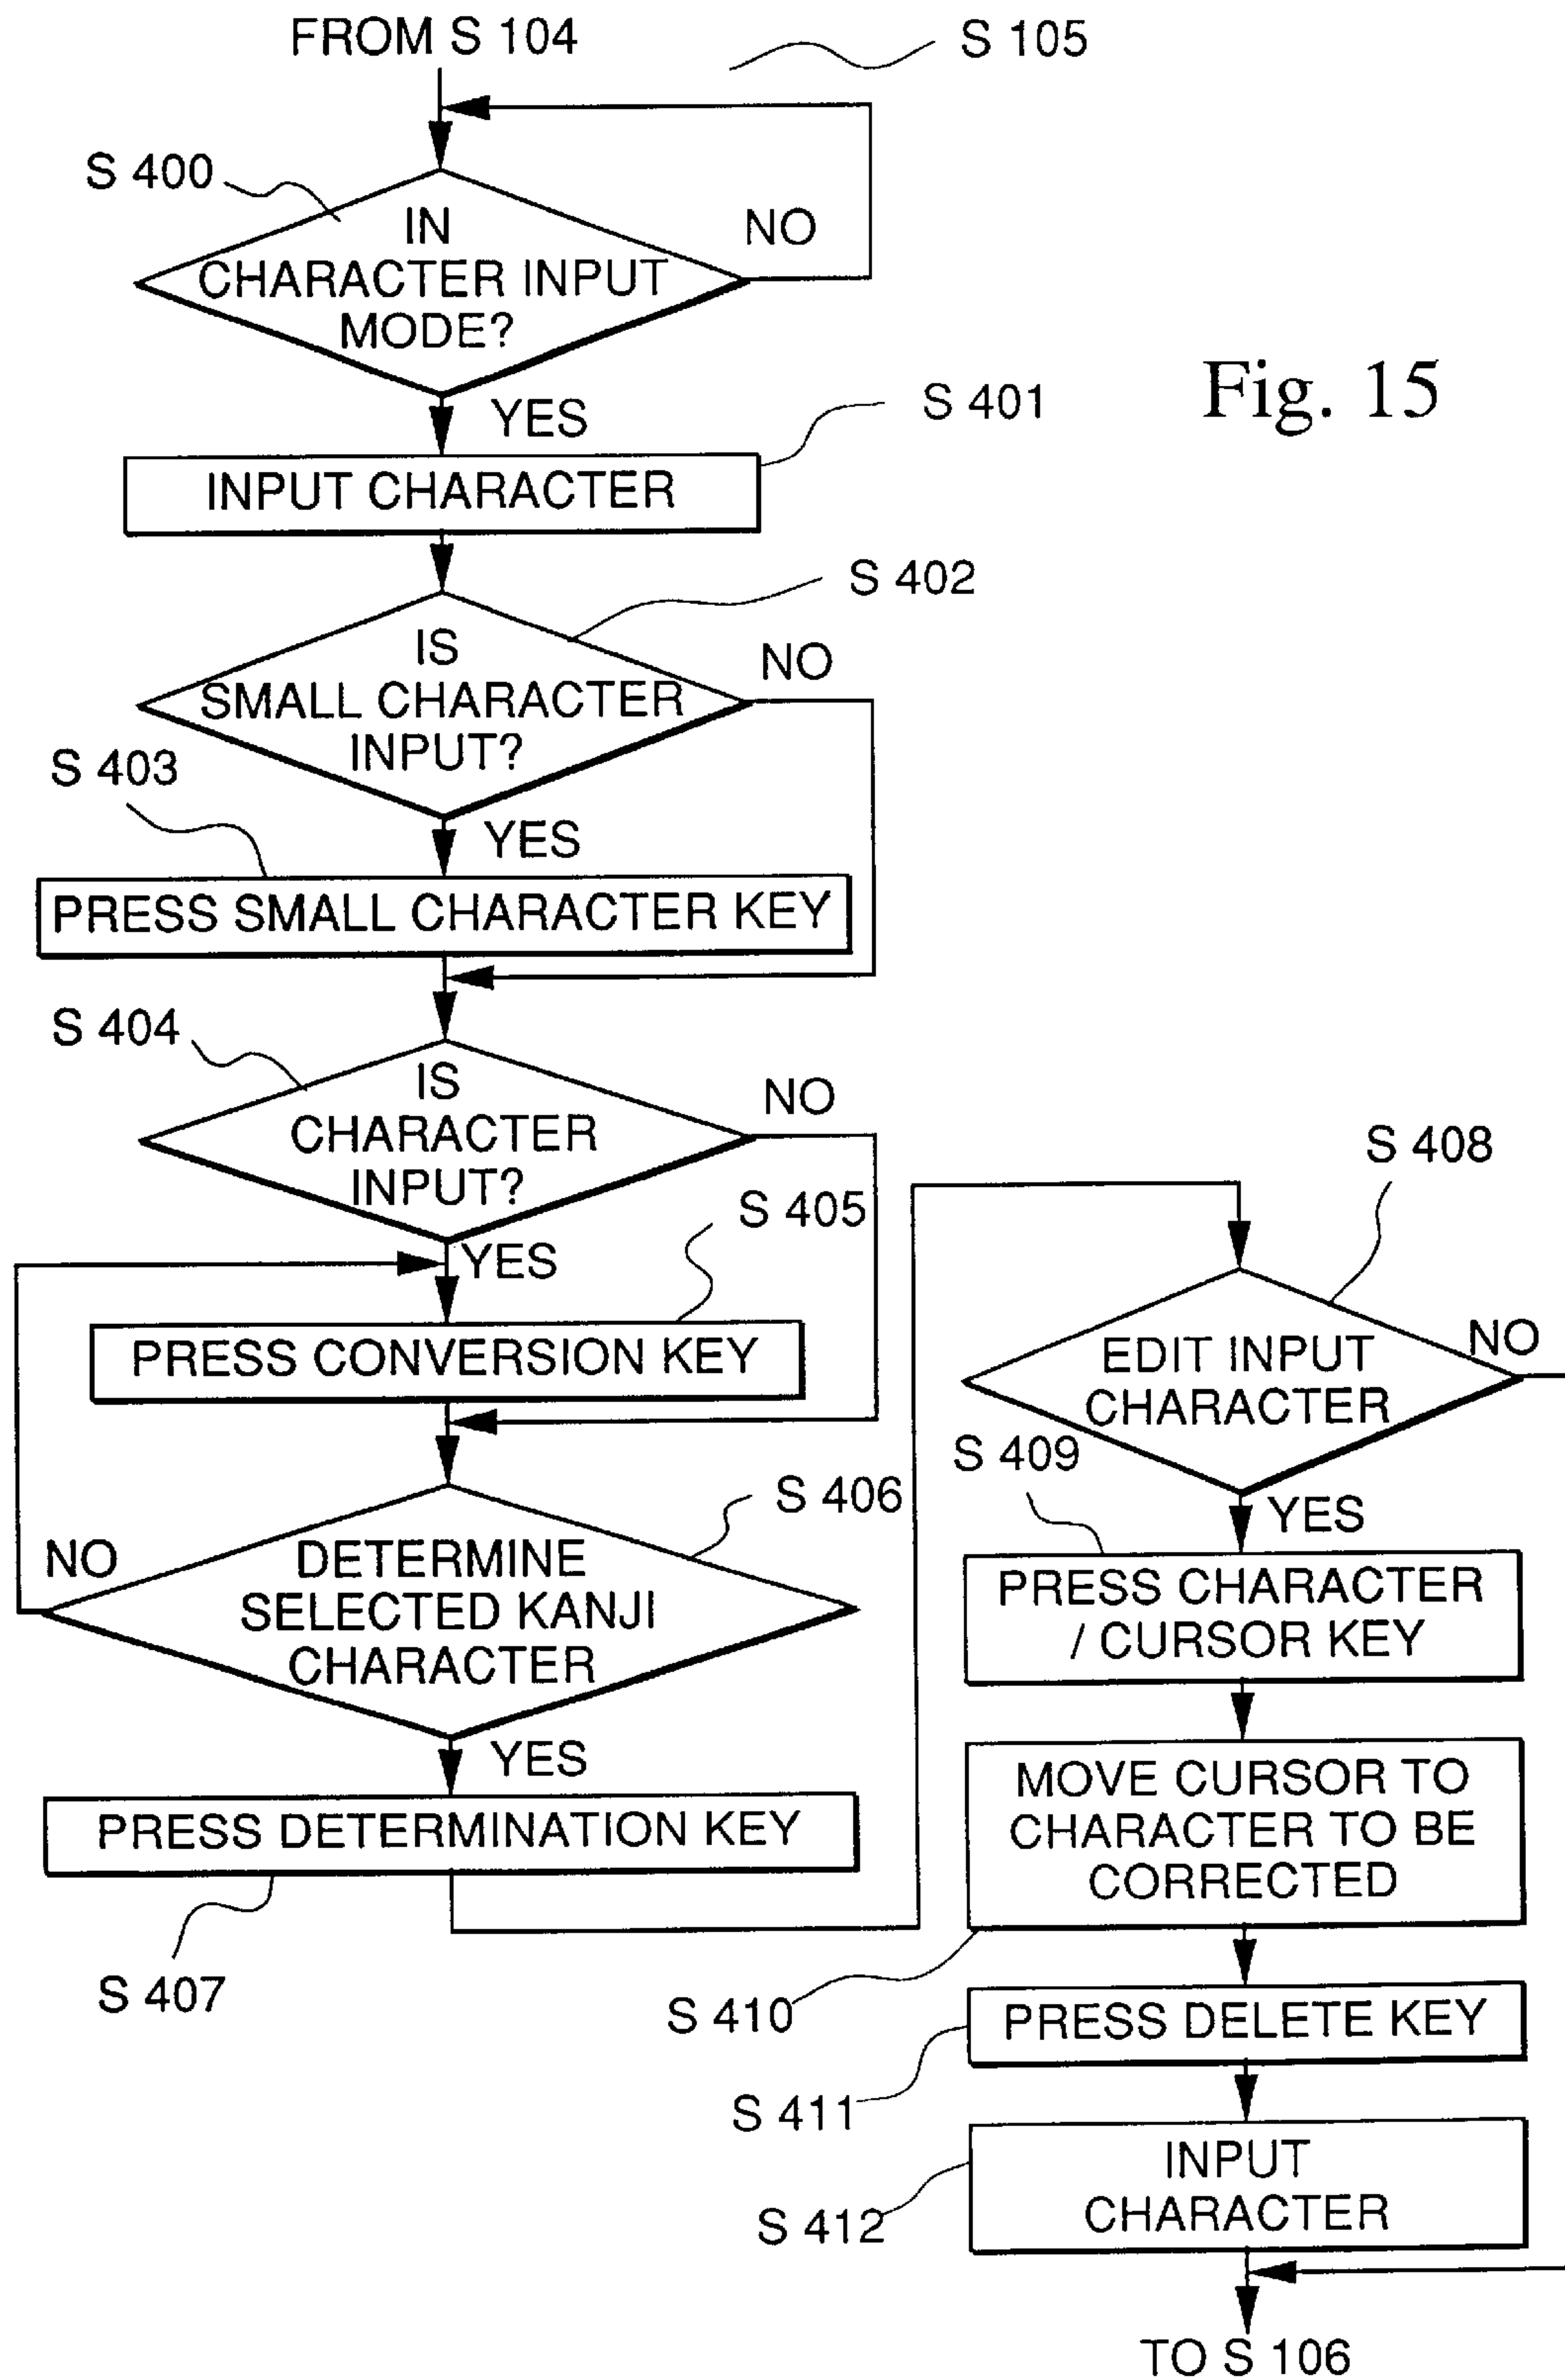 FROM S 104
S 105
S 400
IN
CHARACTER INPUT
MODE?
NO
YES
S 401
Fig. 15
INPUT CHARACTER
S 402
IS
SMALL CHARACTER
INPUT?
NO
S 403
YES
PRESS SMALL CHARACTER KEY
S 404
IS
CHARACTER
INPUT?
NO
YES
S 405
PRESS CONVERSION KEY
S 406
DETERMINE
SELECTED KANJI
CHARACTER
NO
YES
PRESS DETERMINATION KEY
S 407
S 408
EDIT INPUT
CHARACTER
NO
S 409
YES
PRESS CHARACTER
/ CURSOR KEY
MOVE CURSOR TO
CHARACTER TO BE
CORRECTED
S 410
PRESS DELETE KEY
S 411
INPUT
CHARACTER
S 412
TO S 106